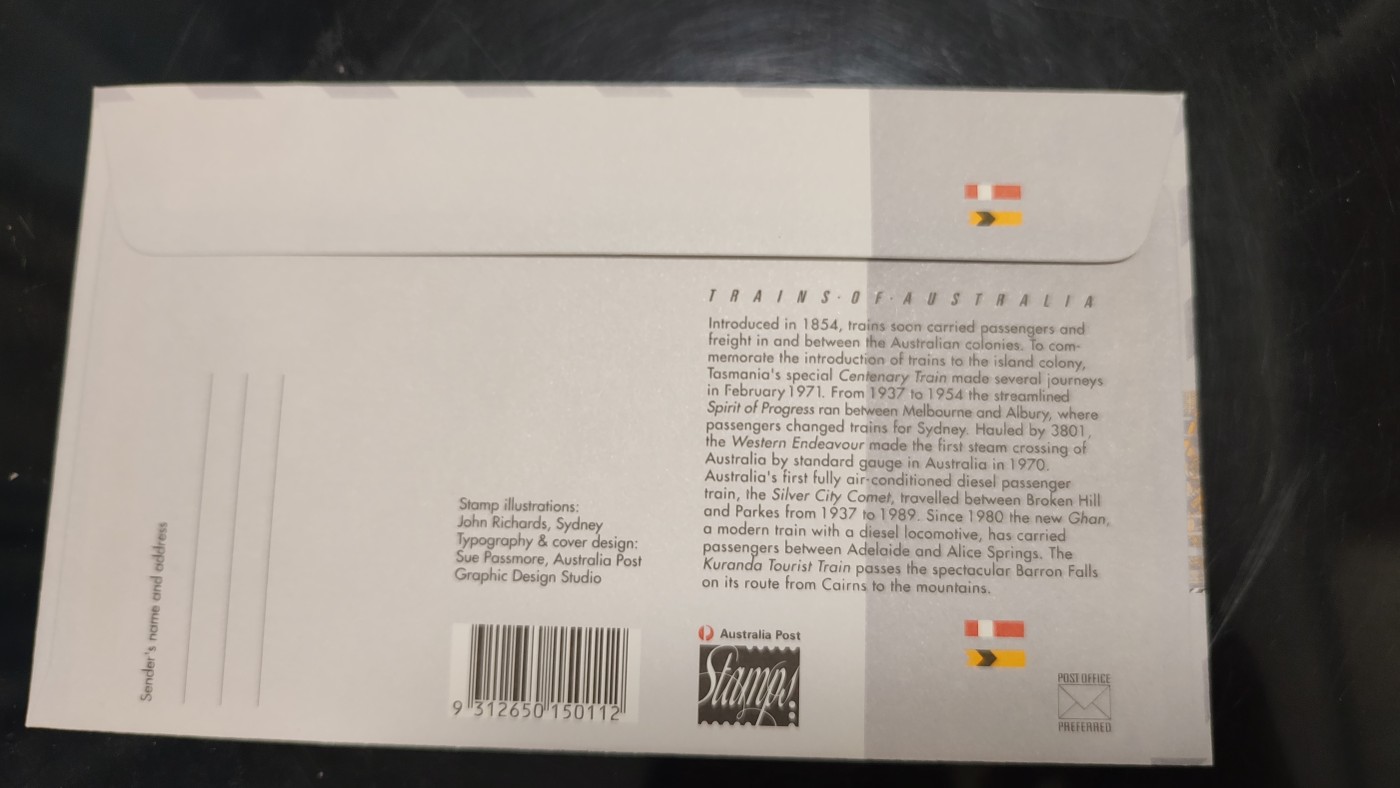 TRAINS·OF·AUSTRALIA
Introduced in 1854, trains soon carried passengers and
freight in and between the Australian colonies. To com-
memorate the introduction of trains to the island colony,
Tasmania's special Centenary Train made several journeys
in February 1971. From 1937 to 1954 the streamlined
Spirit of Progress ran between Melbourne and Albury, where
passengers changed trains for Sydney. Hauled by 3801,
the Western Endeavour made the first steam crossing of
Australia by standard gauge in Australia in 1970.
Australia's first fully air-conditioned diesel passenger
train, the Silver City Comet, travelled between Broken Hill
and Parkes from 1937 to 1989. Since 1980 the new Ghan,
a modern train with a diesel locomotive, has carried
passengers between Adelaide and Alice Springs. The
Kuranda Tourist Train passes the spectacular Barron Falls
on its route from Cairns to the mountains.
Stamp illustrations:
John Richards, Sydney
Typography & cover design:
Sue Passmore, Australia Post
Graphic Design Studio
Sender's name and address
9 312650 150112
Australia Post
Stamps!
POST OFFICE
PREFERRED